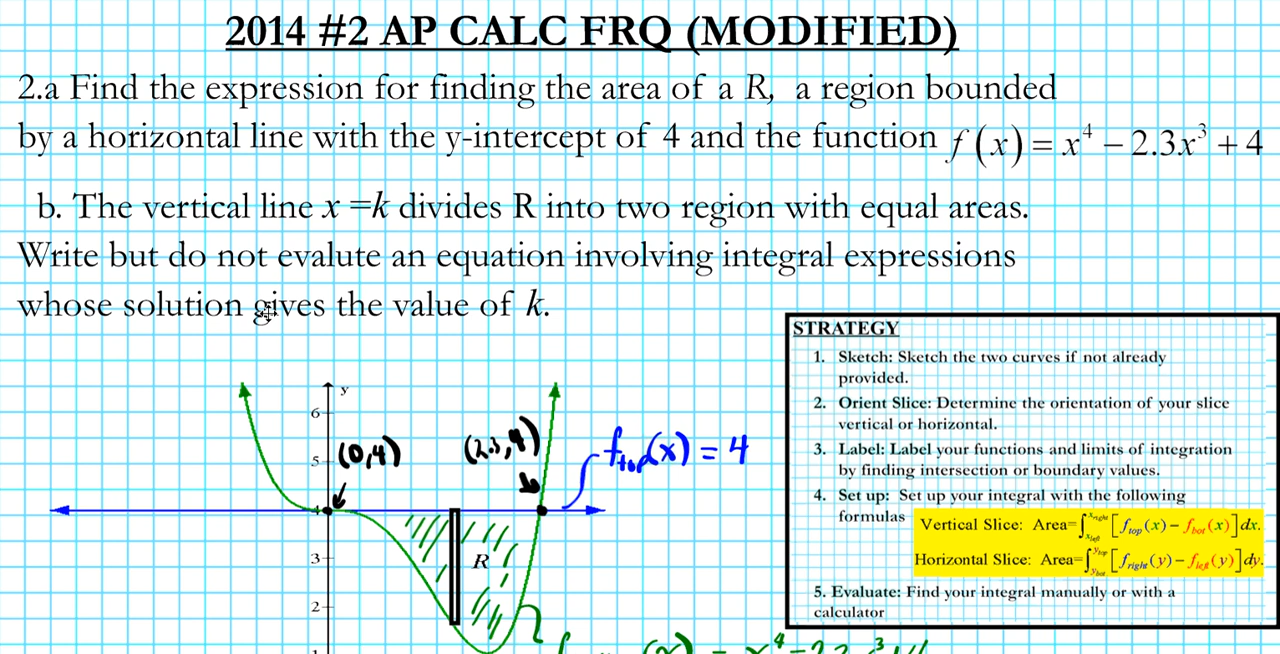 2014 #2 AP CALC FRQ (MODIFIED)
2.a Find the expression for finding the area of a R, a region bounded
by a horizontal line with the y-intercept of 4 and the function f(x) = x⁴ − 2.3x³ + 4
b. The vertical line x =k divides R into two region with equal areas.
Write but do not evalute an equation involving integral expressions
whose solution gives the value of k.
STRATEGY
1. Sketch: Sketch the two curves if not already
provided.
2. Orient Slice: Determine the orientation of your slice
vertical or horizontal.
3. Label: Label your functions and limits of integration
by finding intersection or boundary values.
4. Set up: Set up your integral with the following
formulas
Vertical Slice: Area=∫_{x_left}^{x_right} [f_top(x) − f_bot(x)]dx.
Horizontal Slice: Area=∫_{y_bot}^{y_top} [f_right(y) − f_left(y)]dy.
5. Evaluate: Find your integral manually or with a
calculator
y
6
5
(0,4)
(2.3,4)
f_top(x) = 4
4
3
R
2